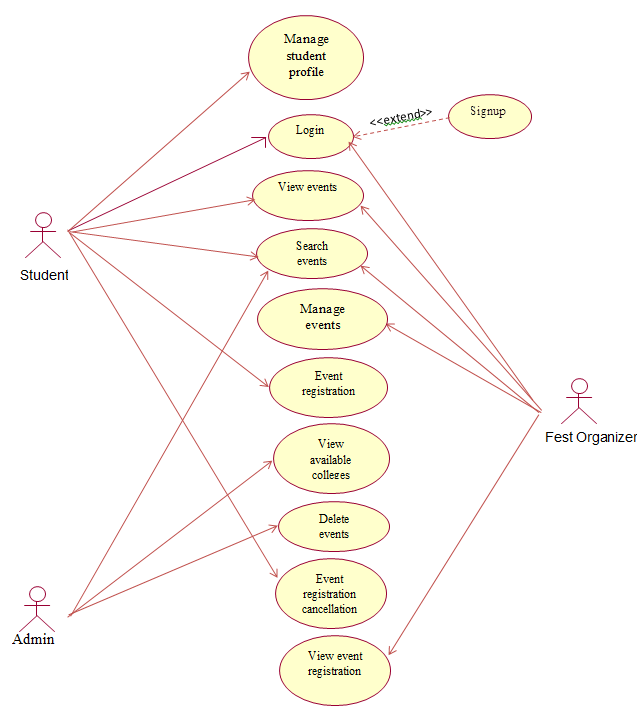 Manage
student
profile
<<extend>>
Signup
Login
View events
Search
events
Student
Manage
events
Event
registration
Fest Organizer
View
available
colleges
Delete
events
Event
registration
cancellation
Admin
View event
registration